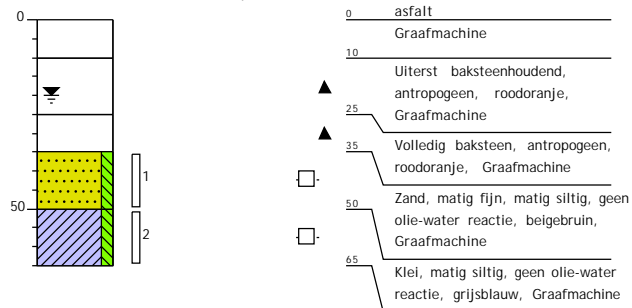 0
50
1
2
0
asfalt
Graafmachine
10
Uiterst baksteenhoudend,
antropogeen, roodoranje,
Graafmachine
25
Volledig baksteen, antropogeen,
roodoranje, Graafmachine
35
Zand, matig fijn, matig siltig, geen
olie-water reactie, beigebruin,
Graafmachine
50
Klei, matig siltig, geen olie-water
reactie, grijsblauw, Graafmachine
65